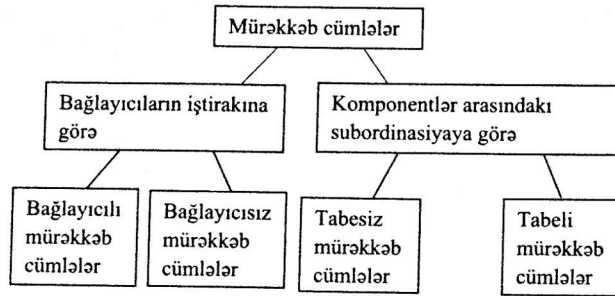 Mürəkkəb cümlələr
Bağlayıcıların iştirakına
görə
Komponentlər arasındakı
subordinasiyaya görə
Bağlayıcılı
mürəkkəb
cümlələr
Bağlayıcısız
mürəkkəb
cümlələr
Tabesiz
mürəkkəb
cümlələr
Tabeli
mürəkkəb
cümlələr